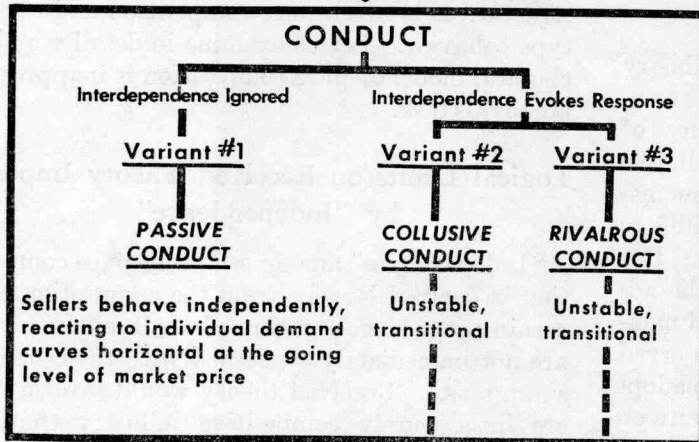 CONDUCT
Interdependence Ignored
Interdependence Evokes Response
Variant #1
Variant #2
Variant #3
PASSIVE
CONDUCT
COLLUSIVE
CONDUCT
RIVALROUS
CONDUCT
Sellers behave independently,
reacting to individual demand
curves horizontal at the going
level of market price
Unstable,
transitional
Unstable,
transitional